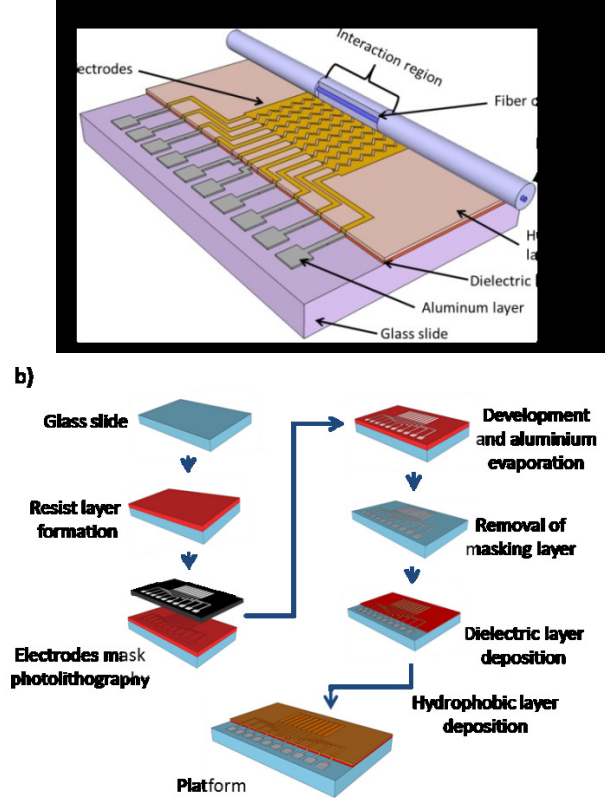 Interaction region
ectrodes
Fiber
Dielectric
Aluminum layer
Glass slide
b)
Glass slide
Resist layer
formation
Electrodes mask
photolithography
Development
and aluminium
evaporation
Removal of
masking layer
Dielectric layer
deposition
Hydrophobic layer
deposition
Platform